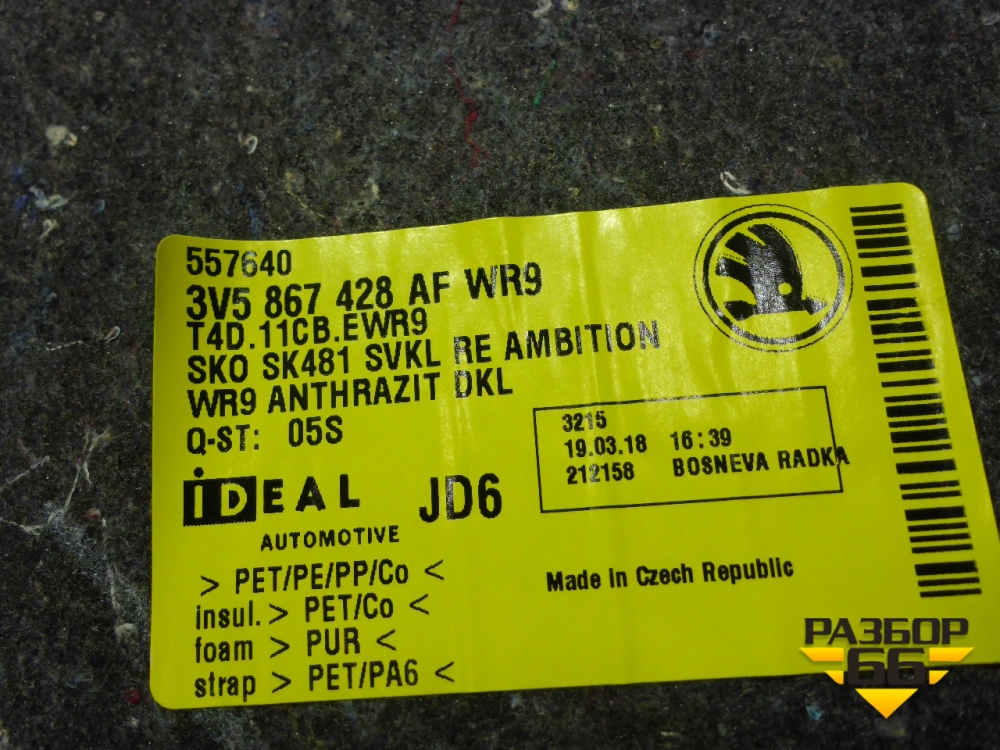 557640
3V5 867 428 AF WR9
T4D.11CB.EWR9
SKO SK481 SVKL RE AMBITION
WR9 ANTHRAZIT DKL
Q-ST: 05S
3215
19.03.18 16:39
212158 BOSNEVA RADKA
iDEAL
AUTOMOTIVE
JD6
> PET/PE/PP/Co <
insul. > PET/Co <
foam > PUR <
strap > PET/PA6 <
Made in Czech Republic
РАЗБОР
66